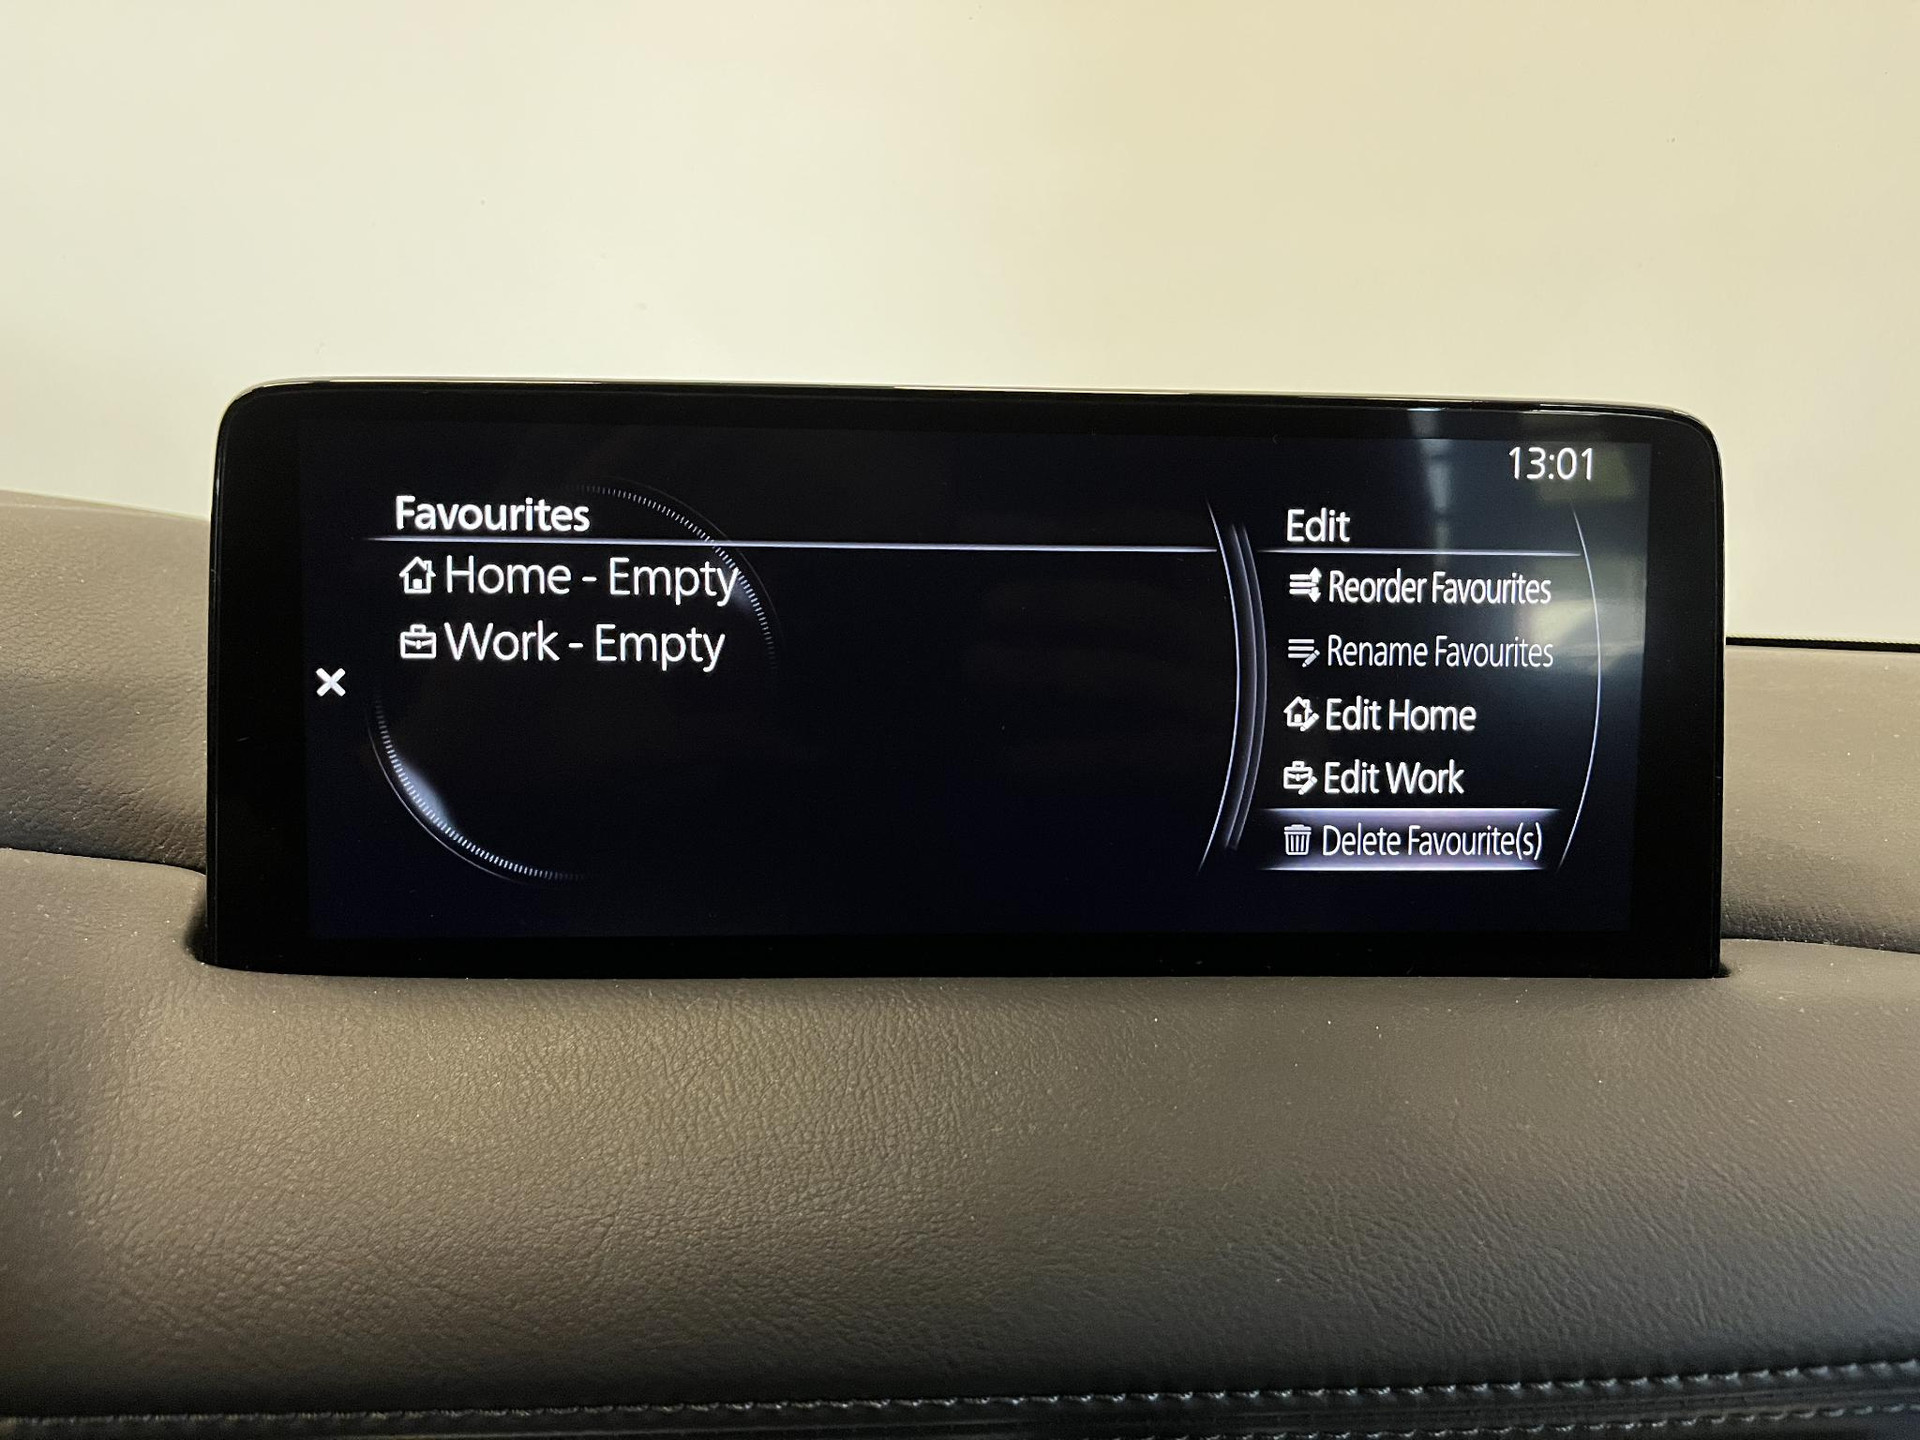 13:01
Favourites
Home - Empty
Work - Empty
Edit
Reorder Favourites
Rename Favourites
Edit Home
Edit Work
Delete Favourite(s)